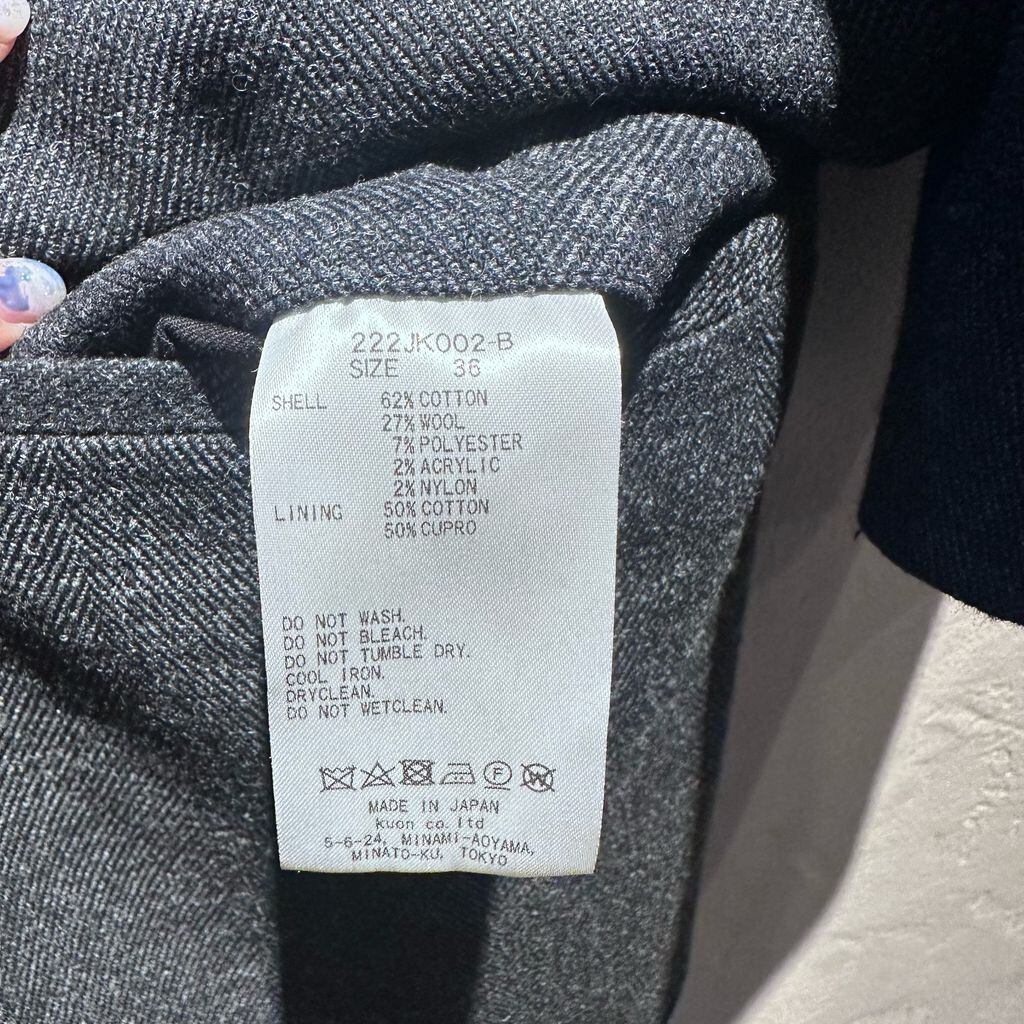 222JK002-B
SIZE 36
SHELL 62% COTTON
27% WOOL
7% POLYESTER
2% ACRYLIC
2% NYLON
LINING 50% COTTON
50% CUPRO
DO NOT WASH.
DO NOT BLEACH.
DO NOT TUMBLE DRY.
COOL IRON.
DRYCLEAN.
DO NOT WETCLEAN.
MADE IN JAPAN
kuon co. ltd
5-6-24, MINAMI-AOYAMA,
MINATO-KU, TOKYO